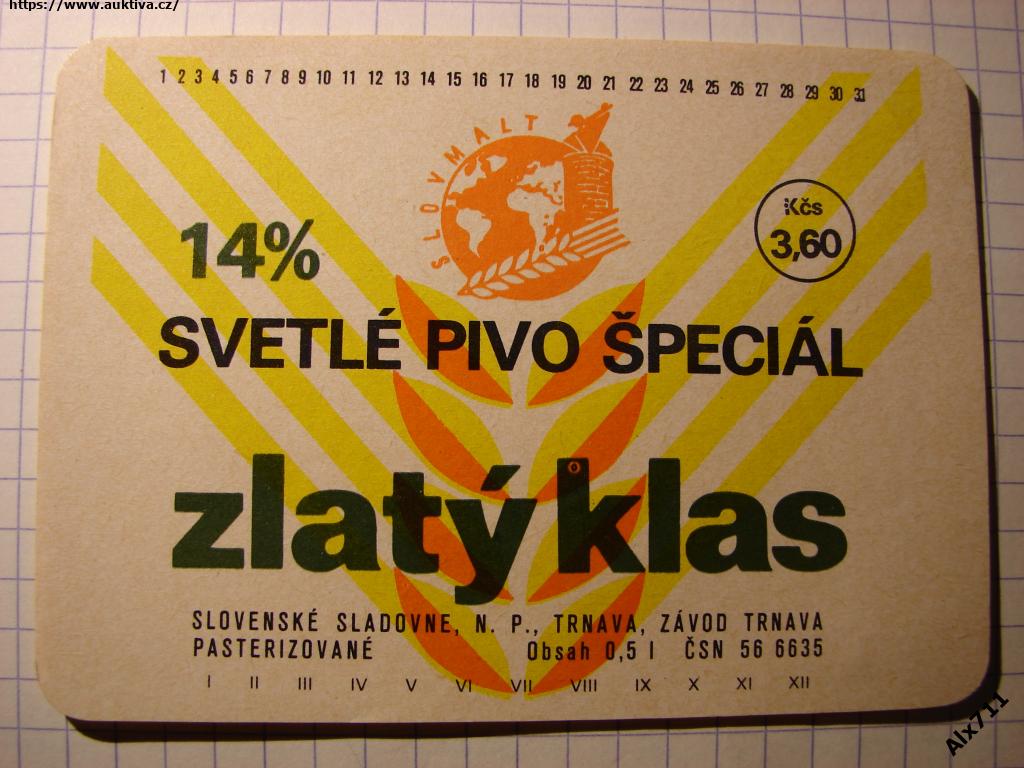 https://www.auktiva.cz/
1 2 3 4 5 6 7 8 9 10 11 12 13 14 15 16 17 18 19 20 21 22 23 24 25 26 27 28 29 30 31
SLOVMALT
14%
Kčs
3,60
SVETLÉ PIVO ŠPECIÁL
zlatý klas
SLOVENSKÉ SLADOVNE, N. P., TRNAVA, ZÁVOD TRNAVA
PASTERIZOVANÉ Obsah 0,5 l ČSN 56 6635
I II III IV V VI VII VIII IX X XI XII
Alx711